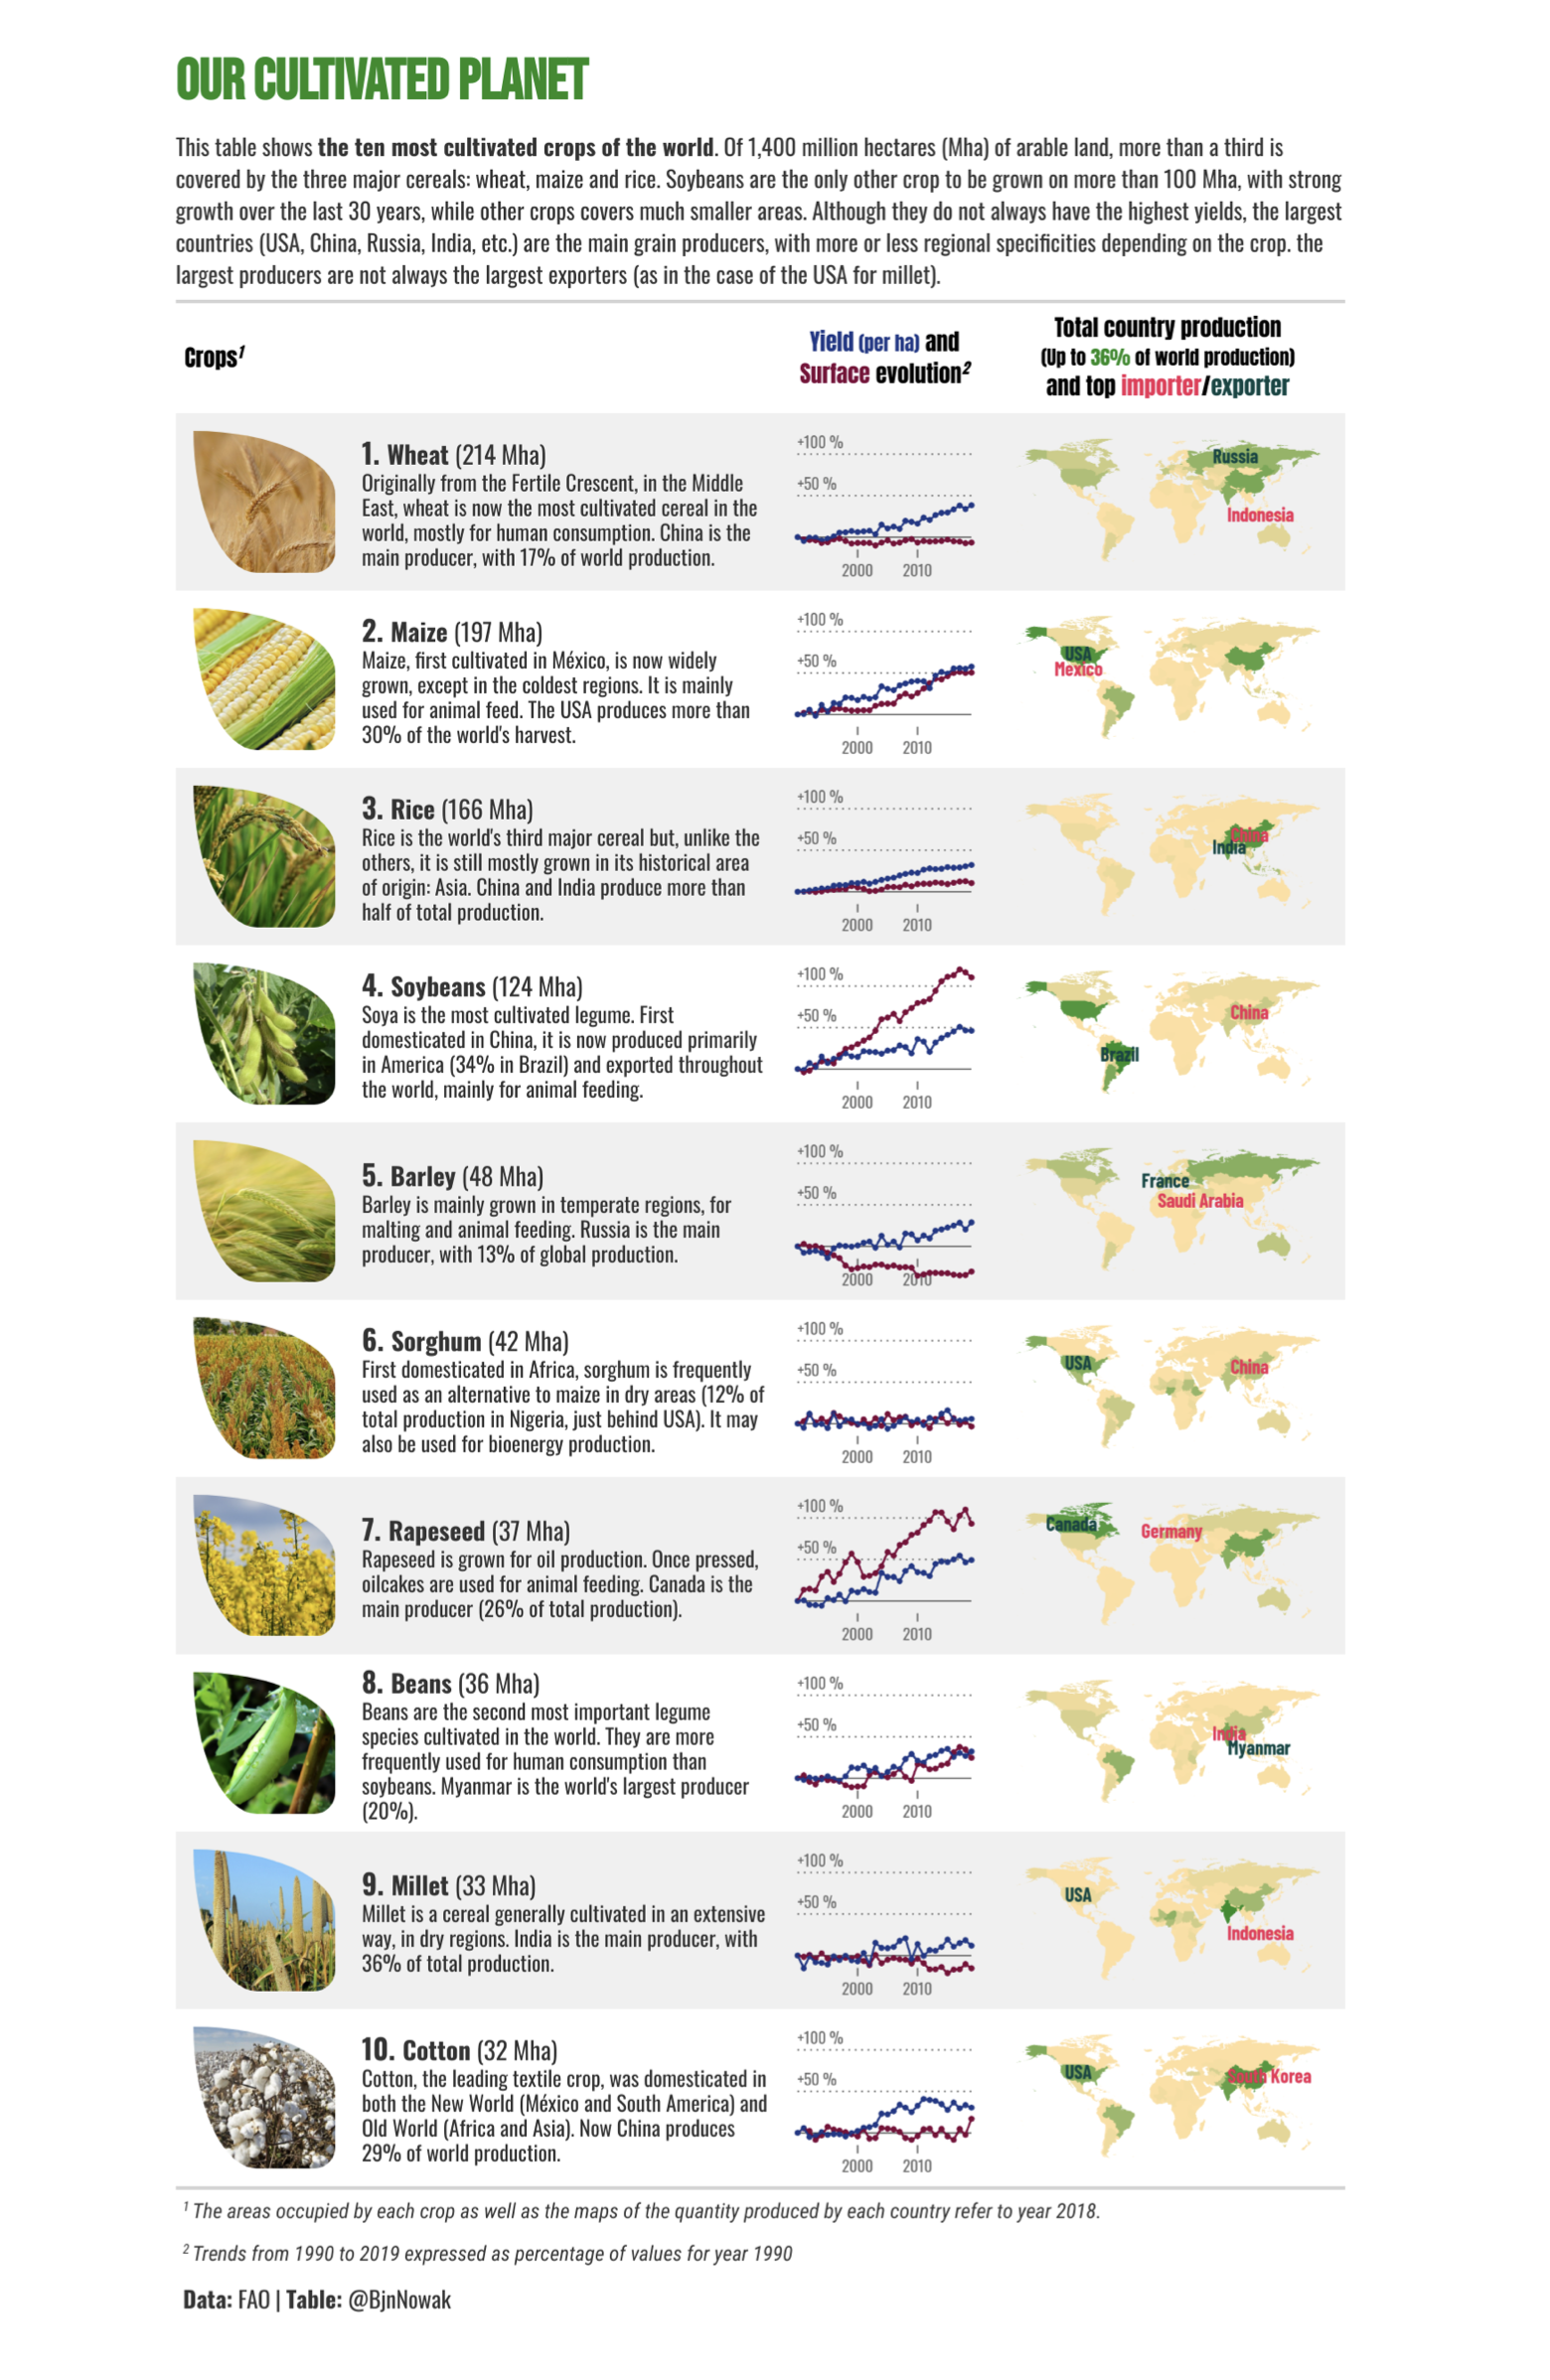 OUR CULTIVATED PLANET
This table shows the ten most cultivated crops of the world. Of 1,400 million hectares (Mha) of arable land, more than a third is
covered by the three major cereals: wheat, maize and rice. Soybeans are the only other crop to be grown on more than 100 Mha, with strong
growth over the last 30 years, while other crops covers much smaller areas. Although they do not always have the highest yields, the largest
countries (USA, China, Russia, India, etc.) are the main grain producers, with more or less regional specificities depending on the crop. the
largest producers are not always the largest exporters (as in the case of the USA for millet).
Crops¹
Yield (per ha) and
Surface evolution²
Total country production
(Up to 36% of world production)
and top importer/exporter
1. Wheat (214 Mha)
Originally from the Fertile Crescent, in the Middle
East, wheat is now the most cultivated cereal in the
world, mostly for human consumption. China is the
main producer, with 17% of world production.
+100 %
+50 %
2000 2010
Russia
Indonesia
2. Maize (197 Mha)
Maize, first cultivated in México, is now widely
grown, except in the coldest regions. It is mainly
used for animal feed. The USA produces more than
30% of the world's harvest.
+100 %
+50 %
2000 2010
USA
Mexico
3. Rice (166 Mha)
Rice is the world's third major cereal but, unlike the
others, it is still mostly grown in its historical area
of origin: Asia. China and India produce more than
half of total production.
+100 %
+50 %
2000 2010
China
India
4. Soybeans (124 Mha)
Soya is the most cultivated legume. First
domesticated in China, it is now produced primarily
in America (34% in Brazil) and exported throughout
the world, mainly for animal feeding.
+100 %
+50 %
2000 2010
China
Brazil
5. Barley (48 Mha)
Barley is mainly grown in temperate regions, for
malting and animal feeding. Russia is the main
producer, with 13% of global production.
+100 %
+50 %
2000 2010
France
Saudi Arabia
6. Sorghum (42 Mha)
First domesticated in Africa, sorghum is frequently
used as an alternative to maize in dry areas (12% of
total production in Nigeria, just behind USA). It may
also be used for bioenergy production.
+100 %
+50 %
2000 2010
USA
China
7. Rapeseed (37 Mha)
Rapeseed is grown for oil production. Once pressed,
oilcakes are used for animal feeding. Canada is the
main producer (26% of total production).
+100 %
+50 %
2000 2010
Canada
Germany
8. Beans (36 Mha)
Beans are the second most important legume
species cultivated in the world. They are more
frequently used for human consumption than
soybeans. Myanmar is the world's largest producer
(20%).
+100 %
+50 %
2000 2010
India
Myanmar
9. Millet (33 Mha)
Millet is a cereal generally cultivated in an extensive
way, in dry regions. India is the main producer, with
36% of total production.
+100 %
+50 %
2000 2010
USA
Indonesia
10. Cotton (32 Mha)
Cotton, the leading textile crop, was domesticated in
both the New World (México and South America) and
Old World (Africa and Asia). Now China produces
29% of world production.
+100 %
+50 %
2000 2010
USA
South Korea
¹ The areas occupied by each crop as well as the maps of the quantity produced by each country refer to year 2018.
² Trends from 1990 to 2019 expressed as percentage of values for year 1990
Data: FAO | Table: @BjnNowak